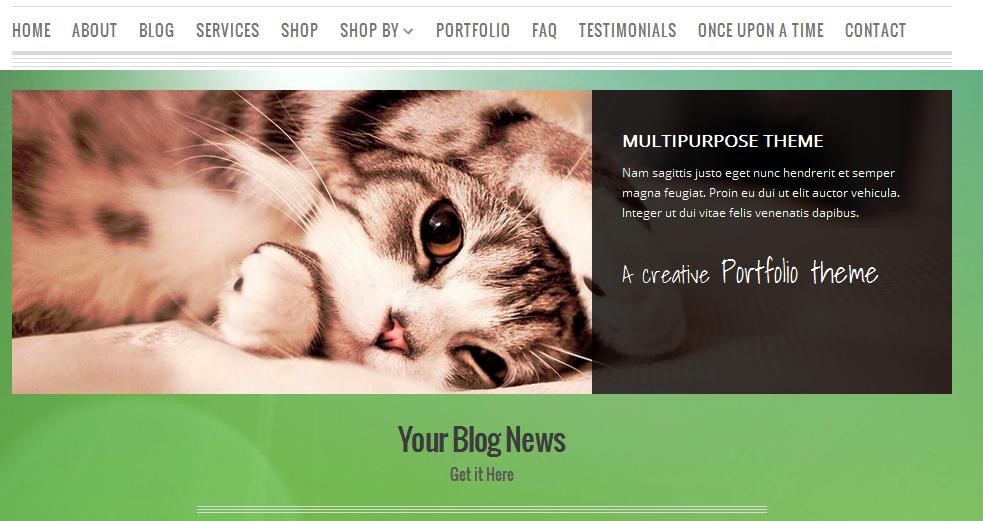 HOME ABOUT BLOG SERVICES SHOP SHOP BY PORTFOLIO FAQ TESTIMONIALS ONCE UPON A TIME CONTACT
MULTIPURPOSE THEME
Nam sagittis justo eget nunc hendrerit et semper
magna feugiat. Proin eu dui ut elit auctor vehicula.
Integer ut dui vitae felis venenatis dapibus.
A creative Portfolio theme
Your Blog News
Get it Here